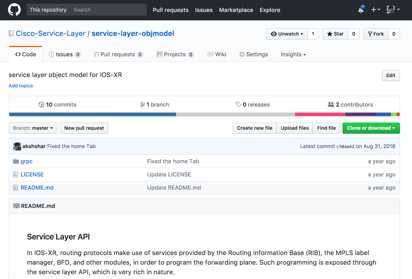 This repository Search Pull requests Issues Marketplace Explore
Cisco-Service-Layer / service-layer-objmodel Unwatch 1 Star 0 Fork 0
Code Issues 0 Pull requests 0 Projects 0 Wiki Settings Insights
service layer object model for IOS-XR Edit
Add topics
10 commits 1 branch 0 releases 2 contributors
Branch: master New pull request Create new file Upload files Find file Clone or download
akshshar Fixed the home Tab Latest commit on Aug 31, 2016
grpc Fixed the home Tab a year ago
LICENSE Update LICENSE a year ago
README.md Update README.md a year ago
README.md
Service Layer API
In IOS-XR, routing protocols make use of services provided by the Routing Information Base (RIB), the MPLS label
manager, BFD, and other modules, in order to program the forwarding plane. Such programming is exposed through
the service layer API, which is very rich in nature.